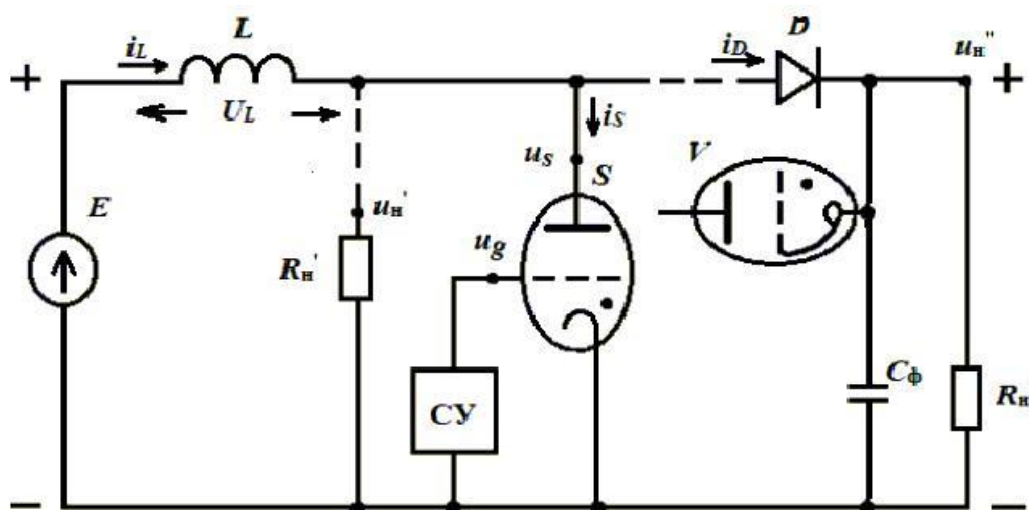 L
D
i_L
i_D
u_н''
+
+
U_L
i_S
u_s
V
S
E
u_н'
u_g
R_н'
C_ф
R_н
СУ
−
−